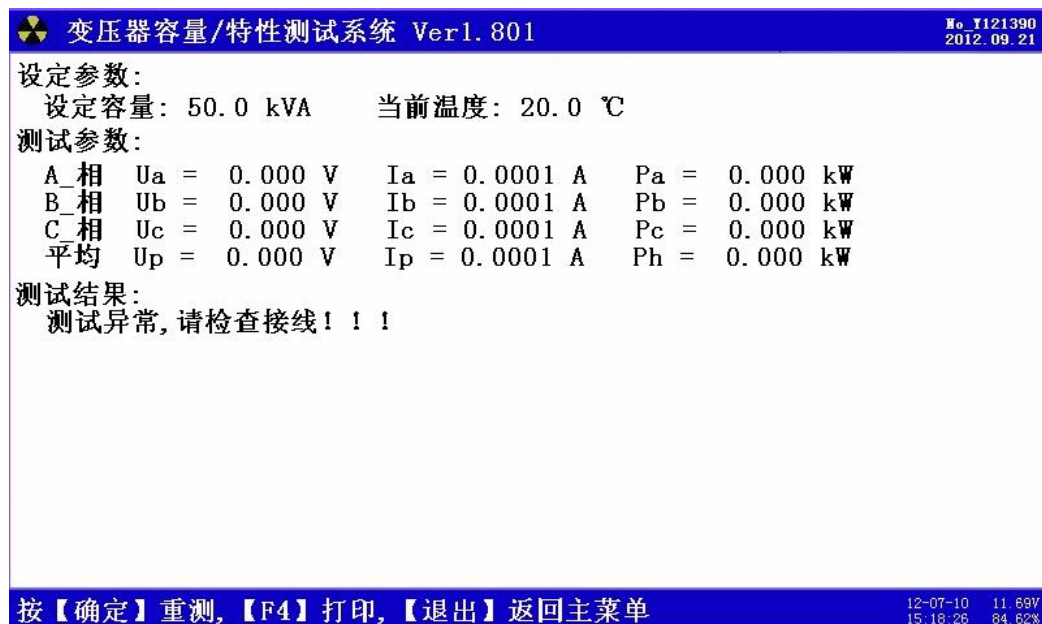 变压器容量/特性测试系统 Ver1.801
No_Y121390
2012.09.21
设定参数:
设定容量: 50.0 kVA 当前温度: 20.0 ℃
测试参数:
A_相 Ua = 0.000 V Ia = 0.0001 A Pa = 0.000 kW
B_相 Ub = 0.000 V Ib = 0.0001 A Pb = 0.000 kW
C_相 Uc = 0.000 V Ic = 0.0001 A Pc = 0.000 kW
平均 Up = 0.000 V Ip = 0.0001 A Ph = 0.000 kW
测试结果:
测试异常,请检查接线!!!
按【确定】重测,【F4】打印,【退出】返回主菜单
12-07-10 11.69V
15:18:26 84.62%